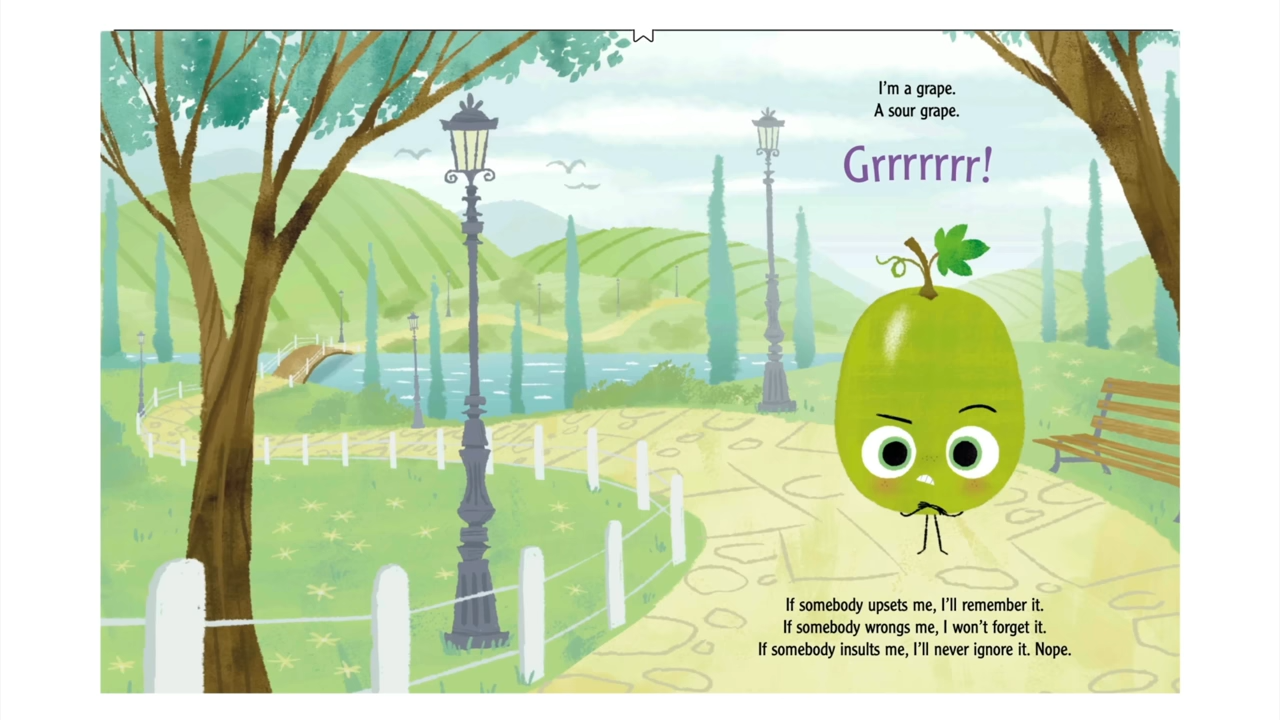 I'm a grape.
A sour grape.
Grrrrrrr!
If somebody upsets me, I'll remember it.
If somebody wrongs me, I won't forget it.
If somebody insults me, I'll never ignore it. Nope.